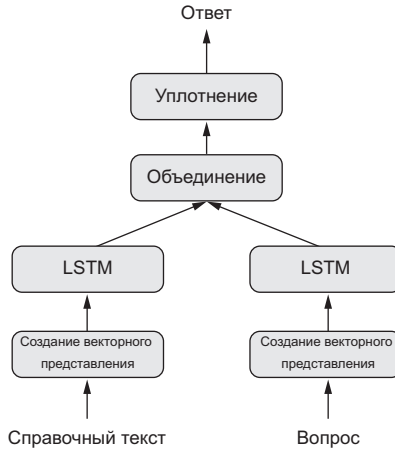 Ответ
Уплотнение
Объединение
LSTM
LSTM
Создание векторного
представления
Создание векторного
представления
Справочный текст
Вопрос